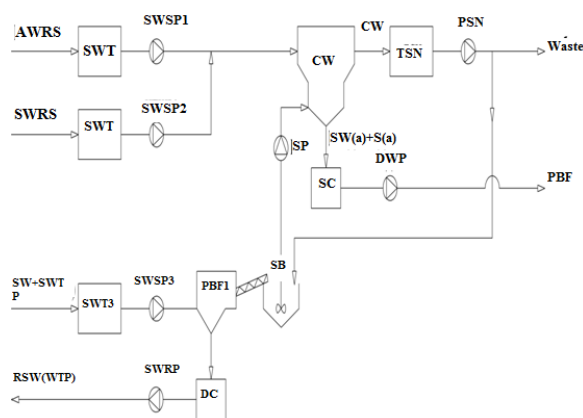 AWRS
SWT
SWSP1
CW
CW
TSN
PSN
Waste
SWRS
SWT
SWSP2
SP
SW(a)+S(a)
SC
DWP
PBF
SW+SWT
P
SWT3
SWSP3
PBF1
SB
RSW(WTP)
SWRP
DC